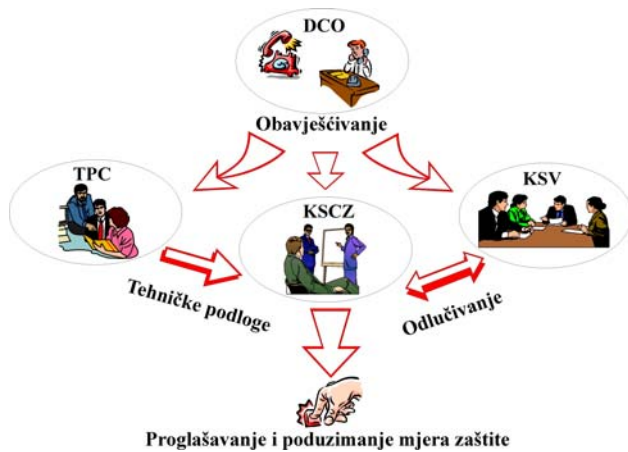 DCO
Obavješćivanje
TPC
KSCZ
KSV
Tehničke podloge
Odlučivanje
Proglašavanje i poduzimanje mjera zaštite